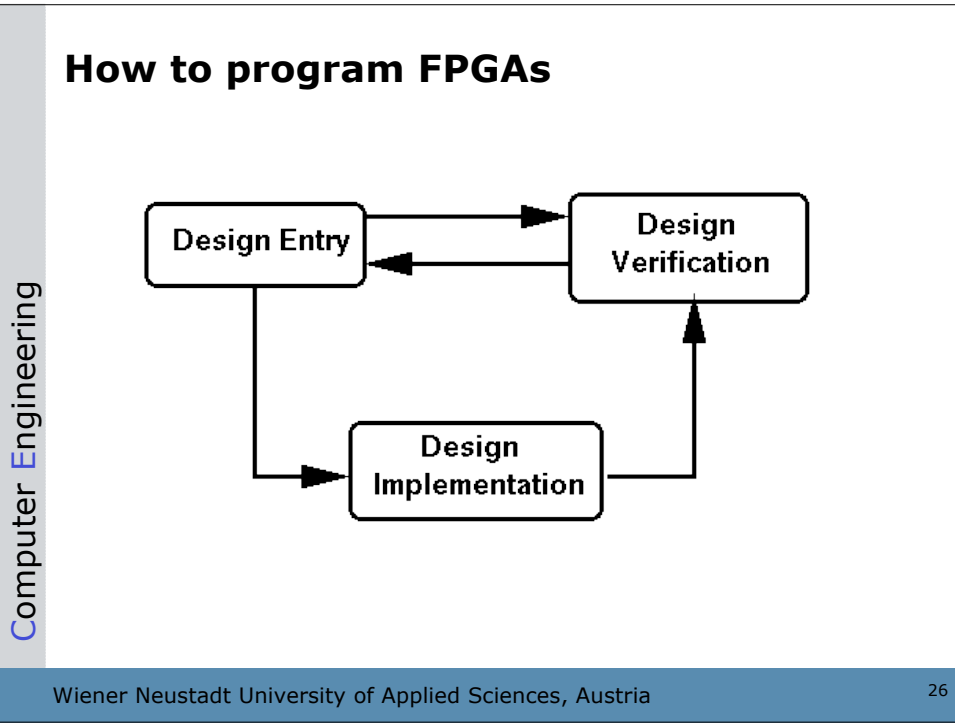 How to program FPGAs
Design Entry
Design
Verification
Design
Implementation
Computer Engineering
Wiener Neustadt University of Applied Sciences, Austria
26